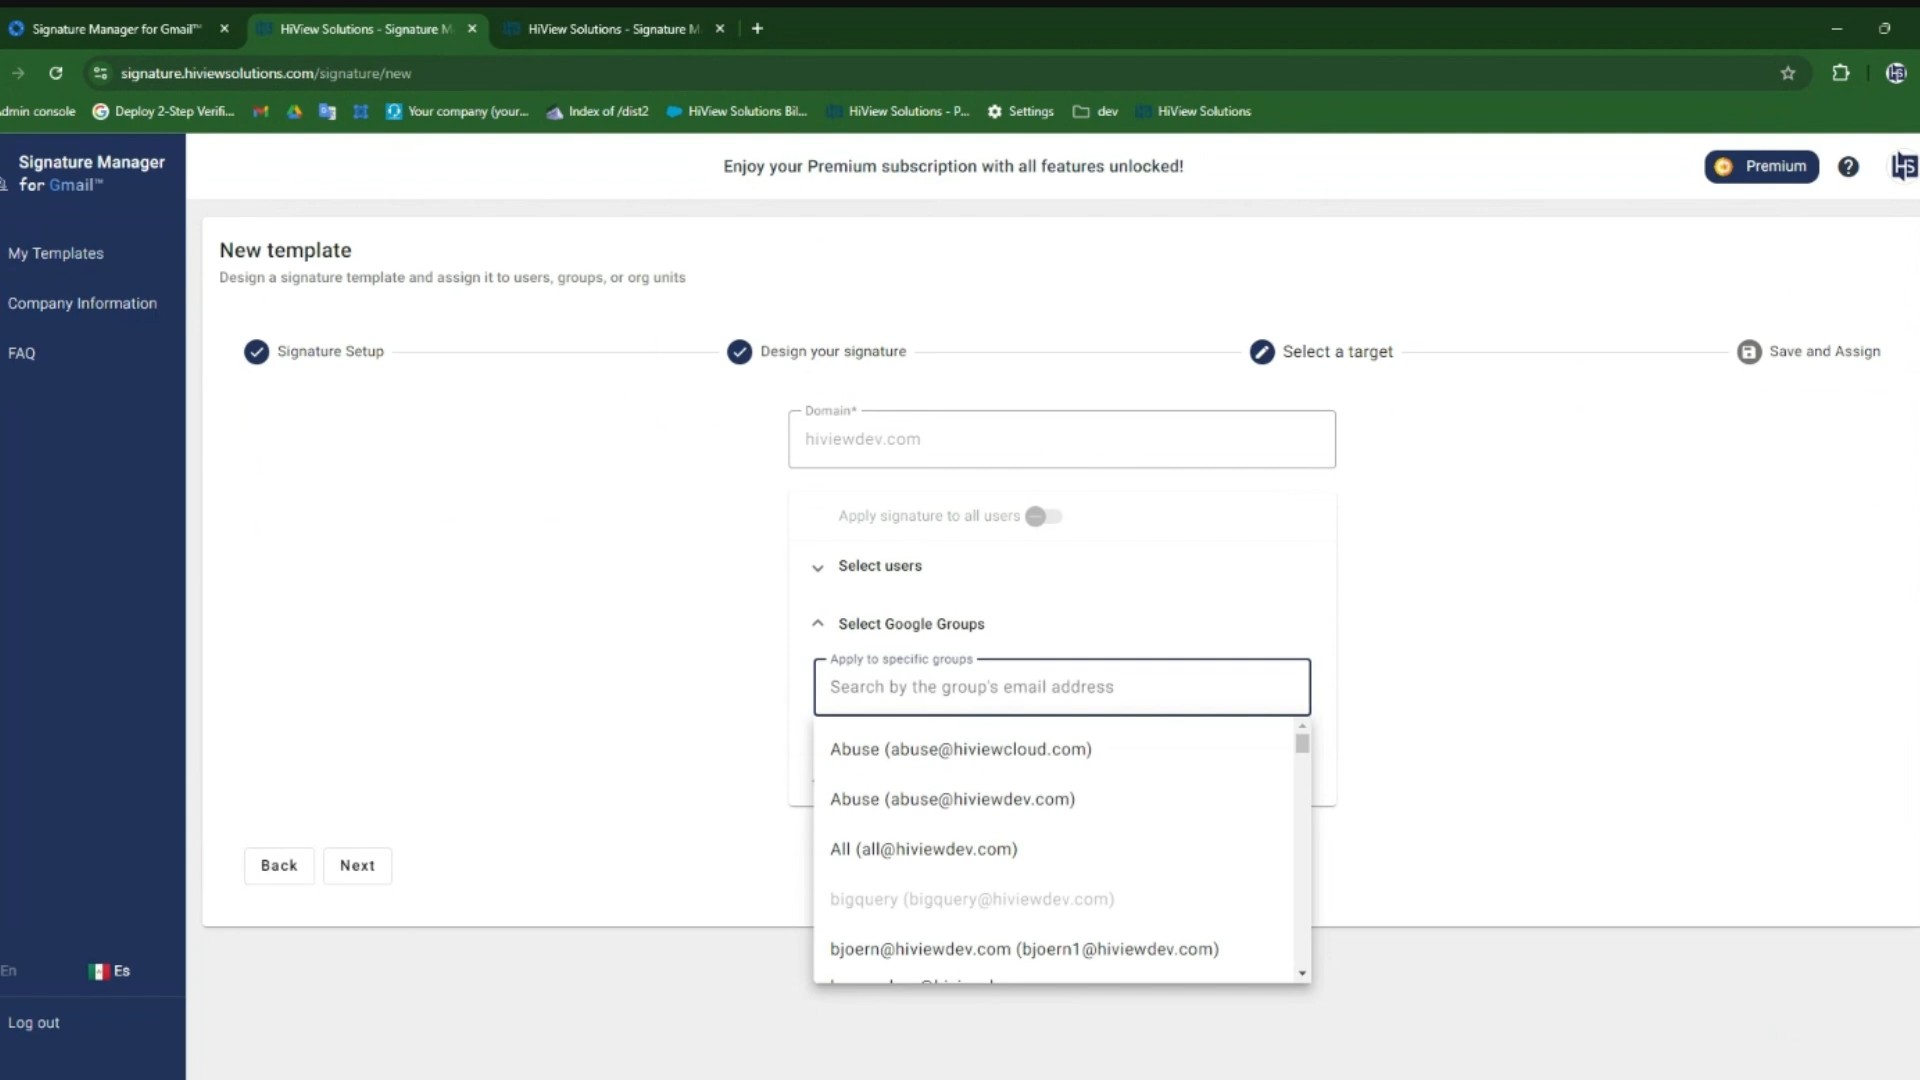 Signature Manager for Gmail™
HiView Solutions - Signature M
HiView Solutions - Signature M
signature.hiviewsolutions.com/signature/new
dmin console
Deploy 2-Step Verifi...
Your company (your...
Index of /dist2
HiView Solutions Bil...
HiView Solutions - P...
Settings
dev
HiView Solutions
Signature Manager
for Gmail™
Enjoy your Premium subscription with all features unlocked!
Premium
?
HS
My Templates
Company Information
FAQ
New template
Design a signature template and assign it to users, groups, or org units
Signature Setup
Design your signature
Select a target
Save and Assign
Domain*
hiviewdev.com
Apply signature to all users
Select users
Select Google Groups
Apply to specific groups
Search by the group's email address
Abuse (abuse@hiviewcloud.com)
Abuse (abuse@hiviewdev.com)
All (all@hiviewdev.com)
bigquery (bigquery@hiviewdev.com)
bjoern@hiviewdev.com (bjoern1@hiviewdev.com)
Back
Next
En
Es
Log out